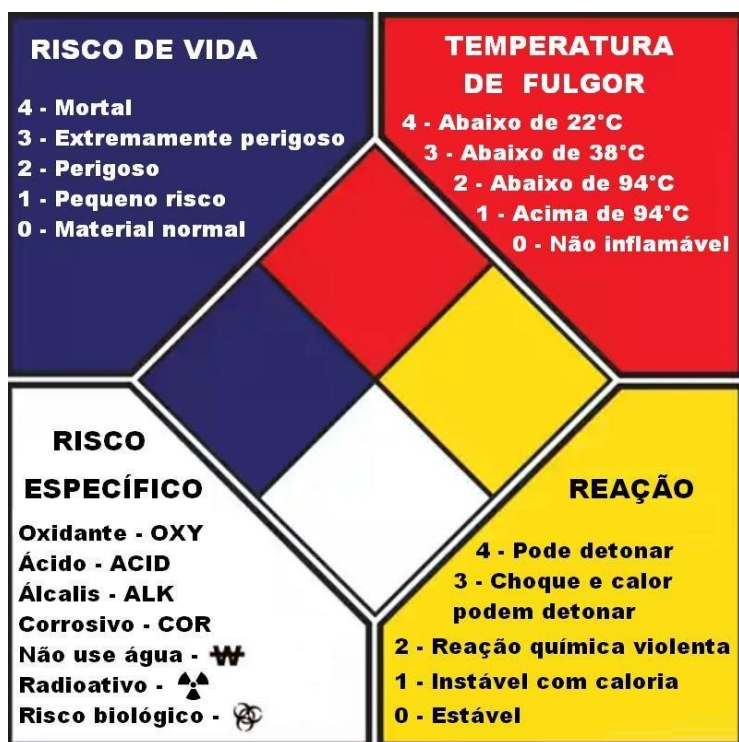 RISCO DE VIDA
4 - Mortal
3 - Extremamente perigoso
2 - Perigoso
1 - Pequeno risco
0 - Material normal
TEMPERATURA
DE FULGOR
4 - Abaixo de 22°C
3 - Abaixo de 38°C
2 - Abaixo de 94°C
1 - Acima de 94°C
0 - Não inflamável
RISCO
ESPECÍFICO
Oxidante - OXY
Ácido - ACID
Álcalis - ALK
Corrosivo - COR
Não use água - W
Radioativo - ☢
Risco biológico - ☣
REAÇÃO
4 - Pode detonar
3 - Choque e calor
podem detonar
2 - Reação química violenta
1 - Instável com caloria
0 - Estável